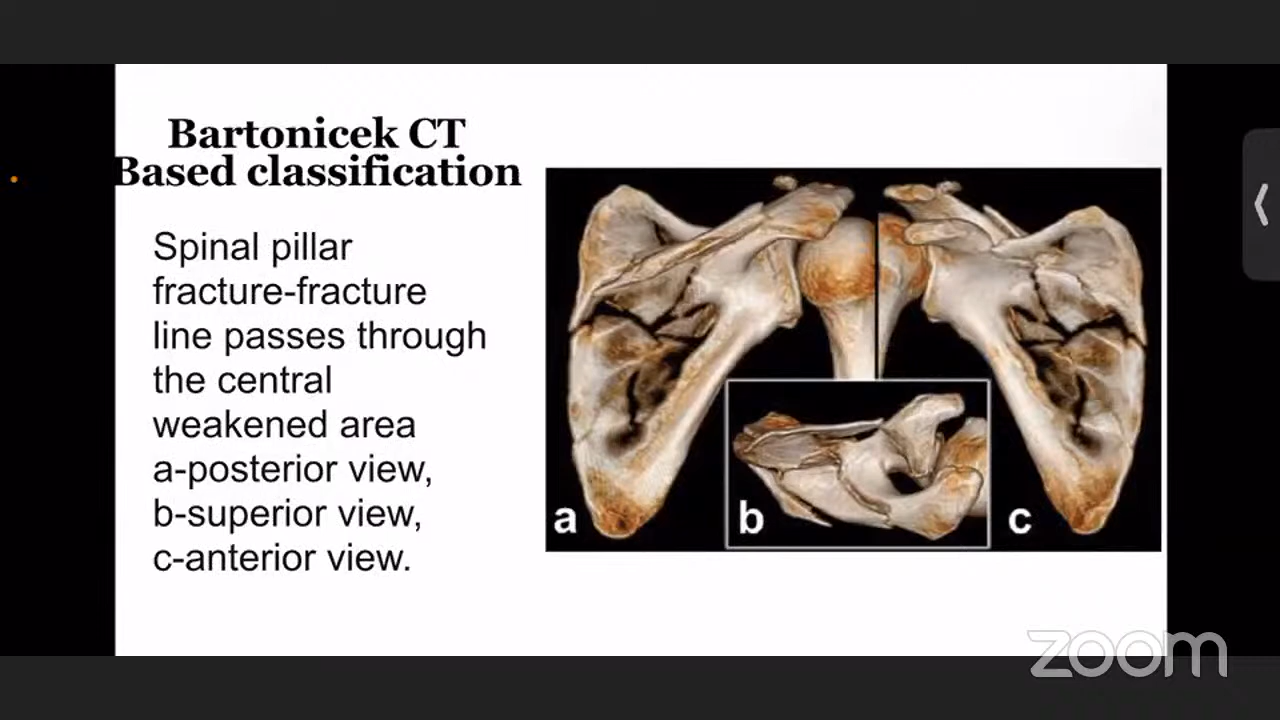 Bartonicek CT
Based classification
Spinal pillar
fracture-fracture
line passes through
the central
weakened area
a-posterior view,
b-superior view,
c-anterior view.
a
b
c
zoom